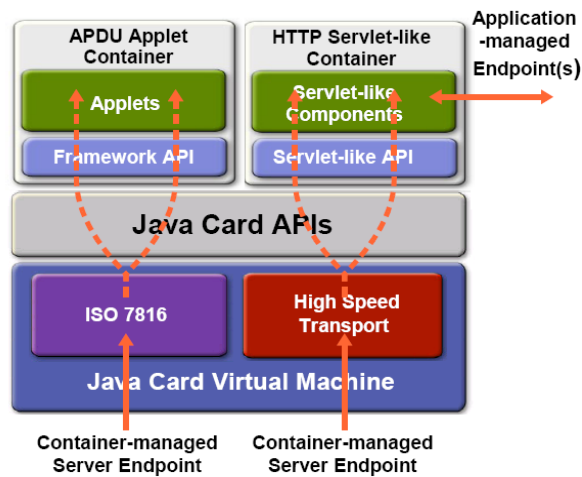 APDU Applet
Container
HTTP Servlet-like
Container
Application
-managed
Endpoint(s)
Applets
Servlet-like
Components
Framework API
Servlet-like API
Java Card APIs
ISO 7816
High Speed
Transport
Java Card Virtual Machine
Container-managed
Server Endpoint
Container-managed
Server Endpoint